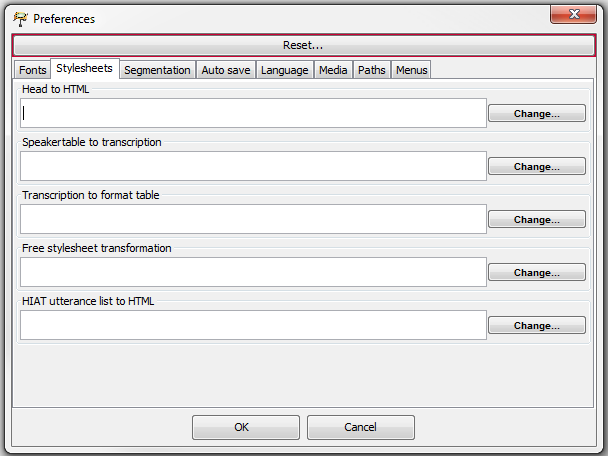 Preferences
Reset...
Fonts Stylesheets Segmentation Auto save Language Media Paths Menus
Head to HTML
Change...
Speakertable to transcription
Change...
Transcription to format table
Change...
Free stylesheet transformation
Change...
HIAT utterance list to HTML
Change...
OK Cancel